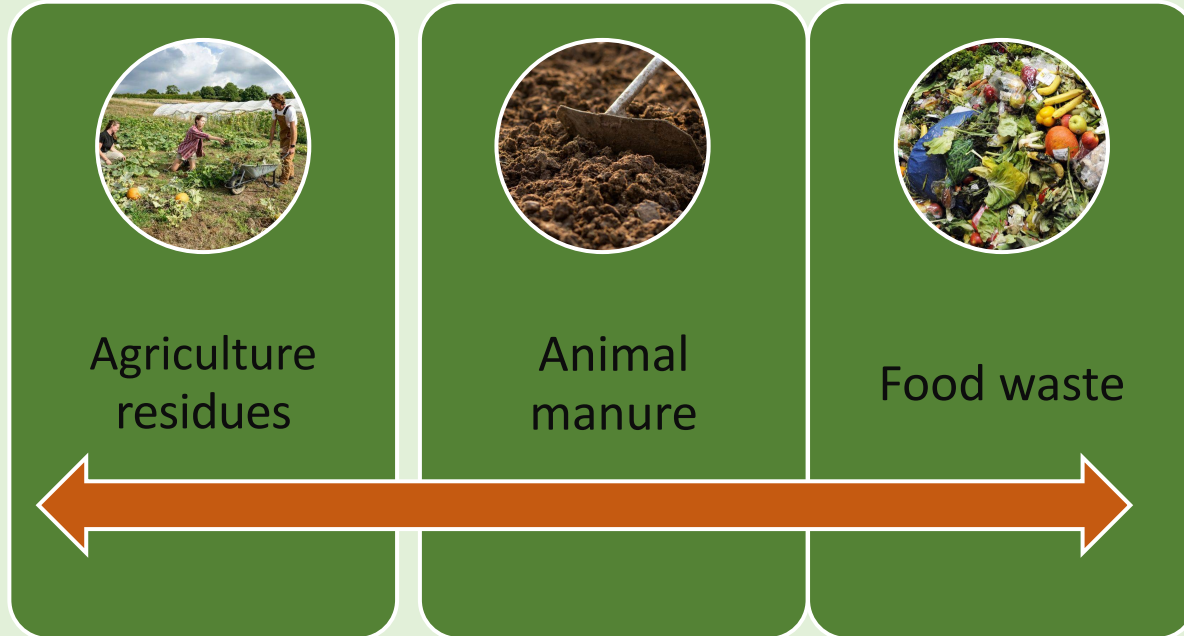 Agriculture
residues
Animal
manure
Food waste